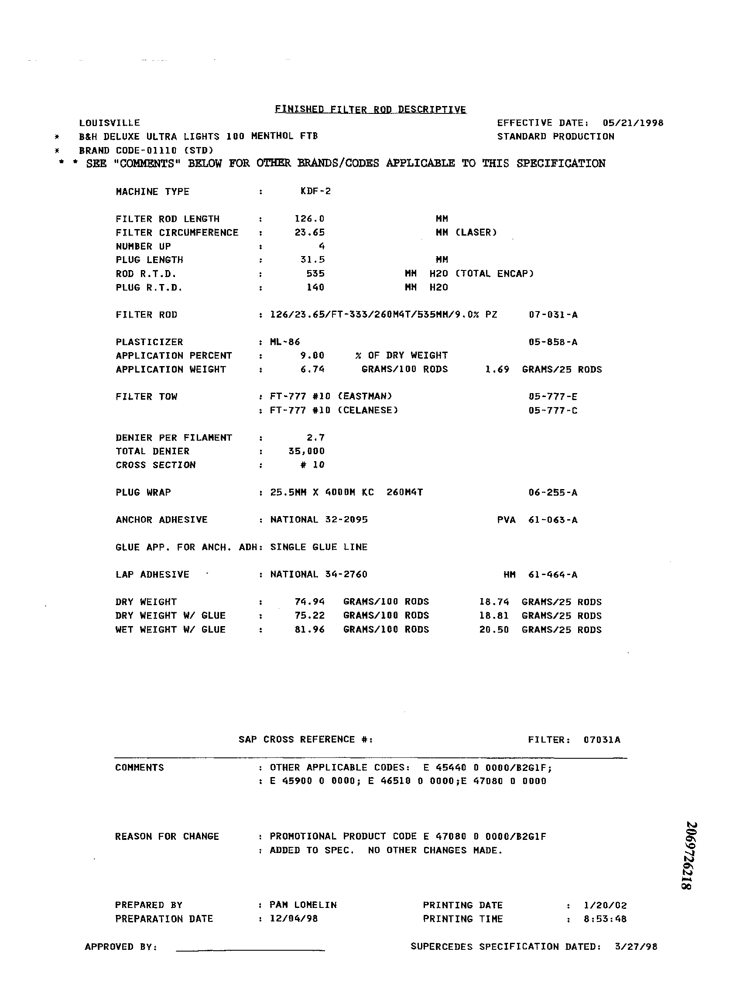 FINISHED FILTER ROD DESCRIPTIVE
LOUISVILLE EFFECTIVE DATE: 05/21/1998
* B&H DELUXE ULTRA LIGHTS 100 MENTHOL FTB STANDARD PRODUCTION
* BRAND CODE-01110 (STD)
* * SEE "COMMENTS" BELOW FOR OTHER BRANDS/CODES APPLICABLE TO THIS SPECIFICATION
MACHINE TYPE : KDF-2
FILTER ROD LENGTH : 126.0 MM
FILTER CIRCUMFERENCE : 23.65 MM (LASER)
NUMBER UP : 4
PLUG LENGTH : 31.5 MM
ROD R.T.D. : 535 MM H2O (TOTAL ENCAP)
PLUG R.T.D. : 140 MM H2O
FILTER ROD : 126/23.65/FT-333/260M4T/535MM/9.0% PZ 07-031-A
PLASTICIZER : ML-86 05-858-A
APPLICATION PERCENT : 9.00 % OF DRY WEIGHT
APPLICATION WEIGHT : 6.74 GRAMS/100 RODS 1.69 GRAMS/25 RODS
FILTER TOW : FT-777 #10 (EASTMAN) 05-777-E
: FT-777 #10 (CELANESE) 05-777-C
DENIER PER FILAMENT : 2.7
TOTAL DENIER : 35,000
CROSS SECTION : # 10
PLUG WRAP : 25.5MM X 4000M KC 260M4T 06-255-A
ANCHOR ADHESIVE : NATIONAL 32-2095 PVA 61-063-A
GLUE APP. FOR ANCH. ADH: SINGLE GLUE LINE
LAP ADHESIVE : NATIONAL 34-2760 HM 61-464-A
DRY WEIGHT : 74.94 GRAMS/100 RODS 18.74 GRAMS/25 RODS
DRY WEIGHT W/ GLUE : 75.22 GRAMS/100 RODS 18.81 GRAMS/25 RODS
WET WEIGHT W/ GLUE : 81.96 GRAMS/100 RODS 20.50 GRAMS/25 RODS
SAP CROSS REFERENCE #: FILTER: 07031A
COMMENTS : OTHER APPLICABLE CODES: E 45440 0 0000/B2G1F;
: E 45900 0 0000; E 46510 0 0000;E 47080 0 0000
REASON FOR CHANGE : PROMOTIONAL PRODUCT CODE E 47080 0 0000/B2G1F
: ADDED TO SPEC. NO OTHER CHANGES MADE.
PREPARED BY : PAM LOMELIN PRINTING DATE : 1/20/02
PREPARATION DATE : 12/04/98 PRINTING TIME : 8:53:48
APPROVED BY: SUPERCEDES SPECIFICATION DATED: 3/27/98
2069726218